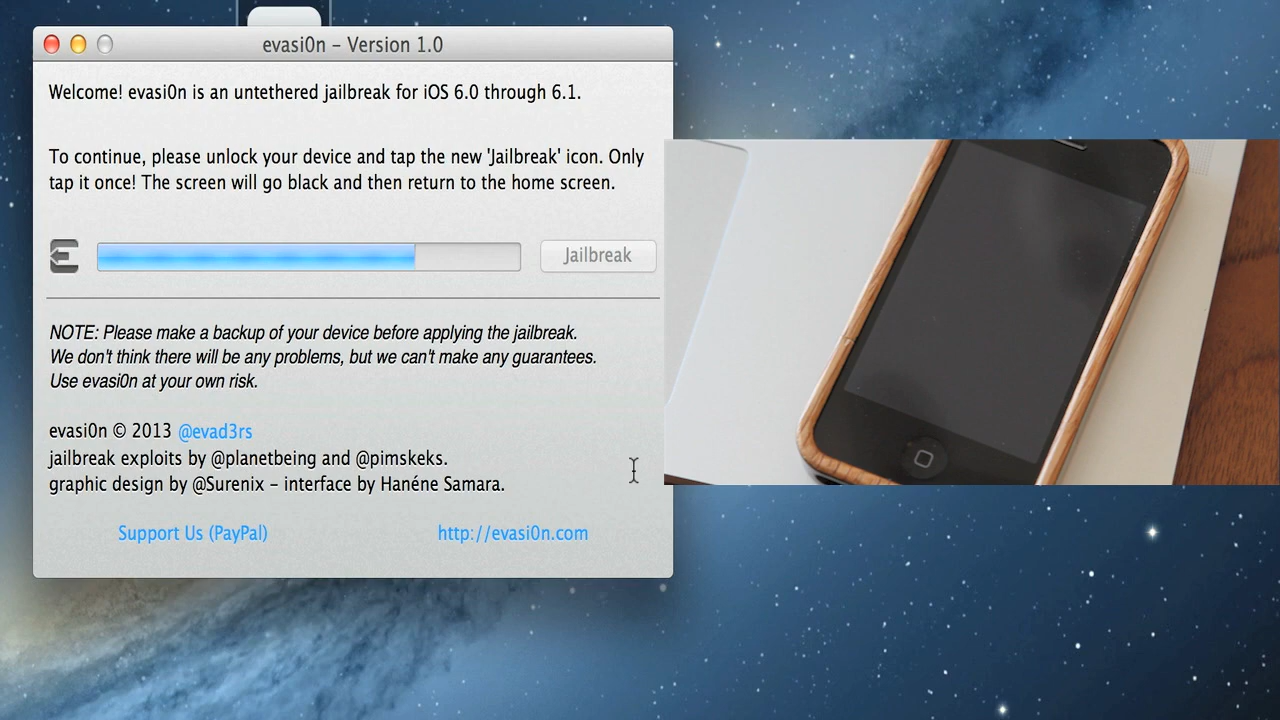 evasi0n – Version 1.0
Welcome! evasi0n is an untethered jailbreak for iOS 6.0 through 6.1.
To continue, please unlock your device and tap the new 'Jailbreak' icon. Only
tap it once! The screen will go black and then return to the home screen.
Jailbreak
NOTE: Please make a backup of your device before applying the jailbreak.
We don't think there will be any problems, but we can't make any guarantees.
Use evasi0n at your own risk.
evasi0n © 2013 @evad3rs
jailbreak exploits by @planetbeing and @pimskeks.
graphic design by @Surenix – interface by Hanéne Samara.
Support Us (PayPal)
http://evasi0n.com